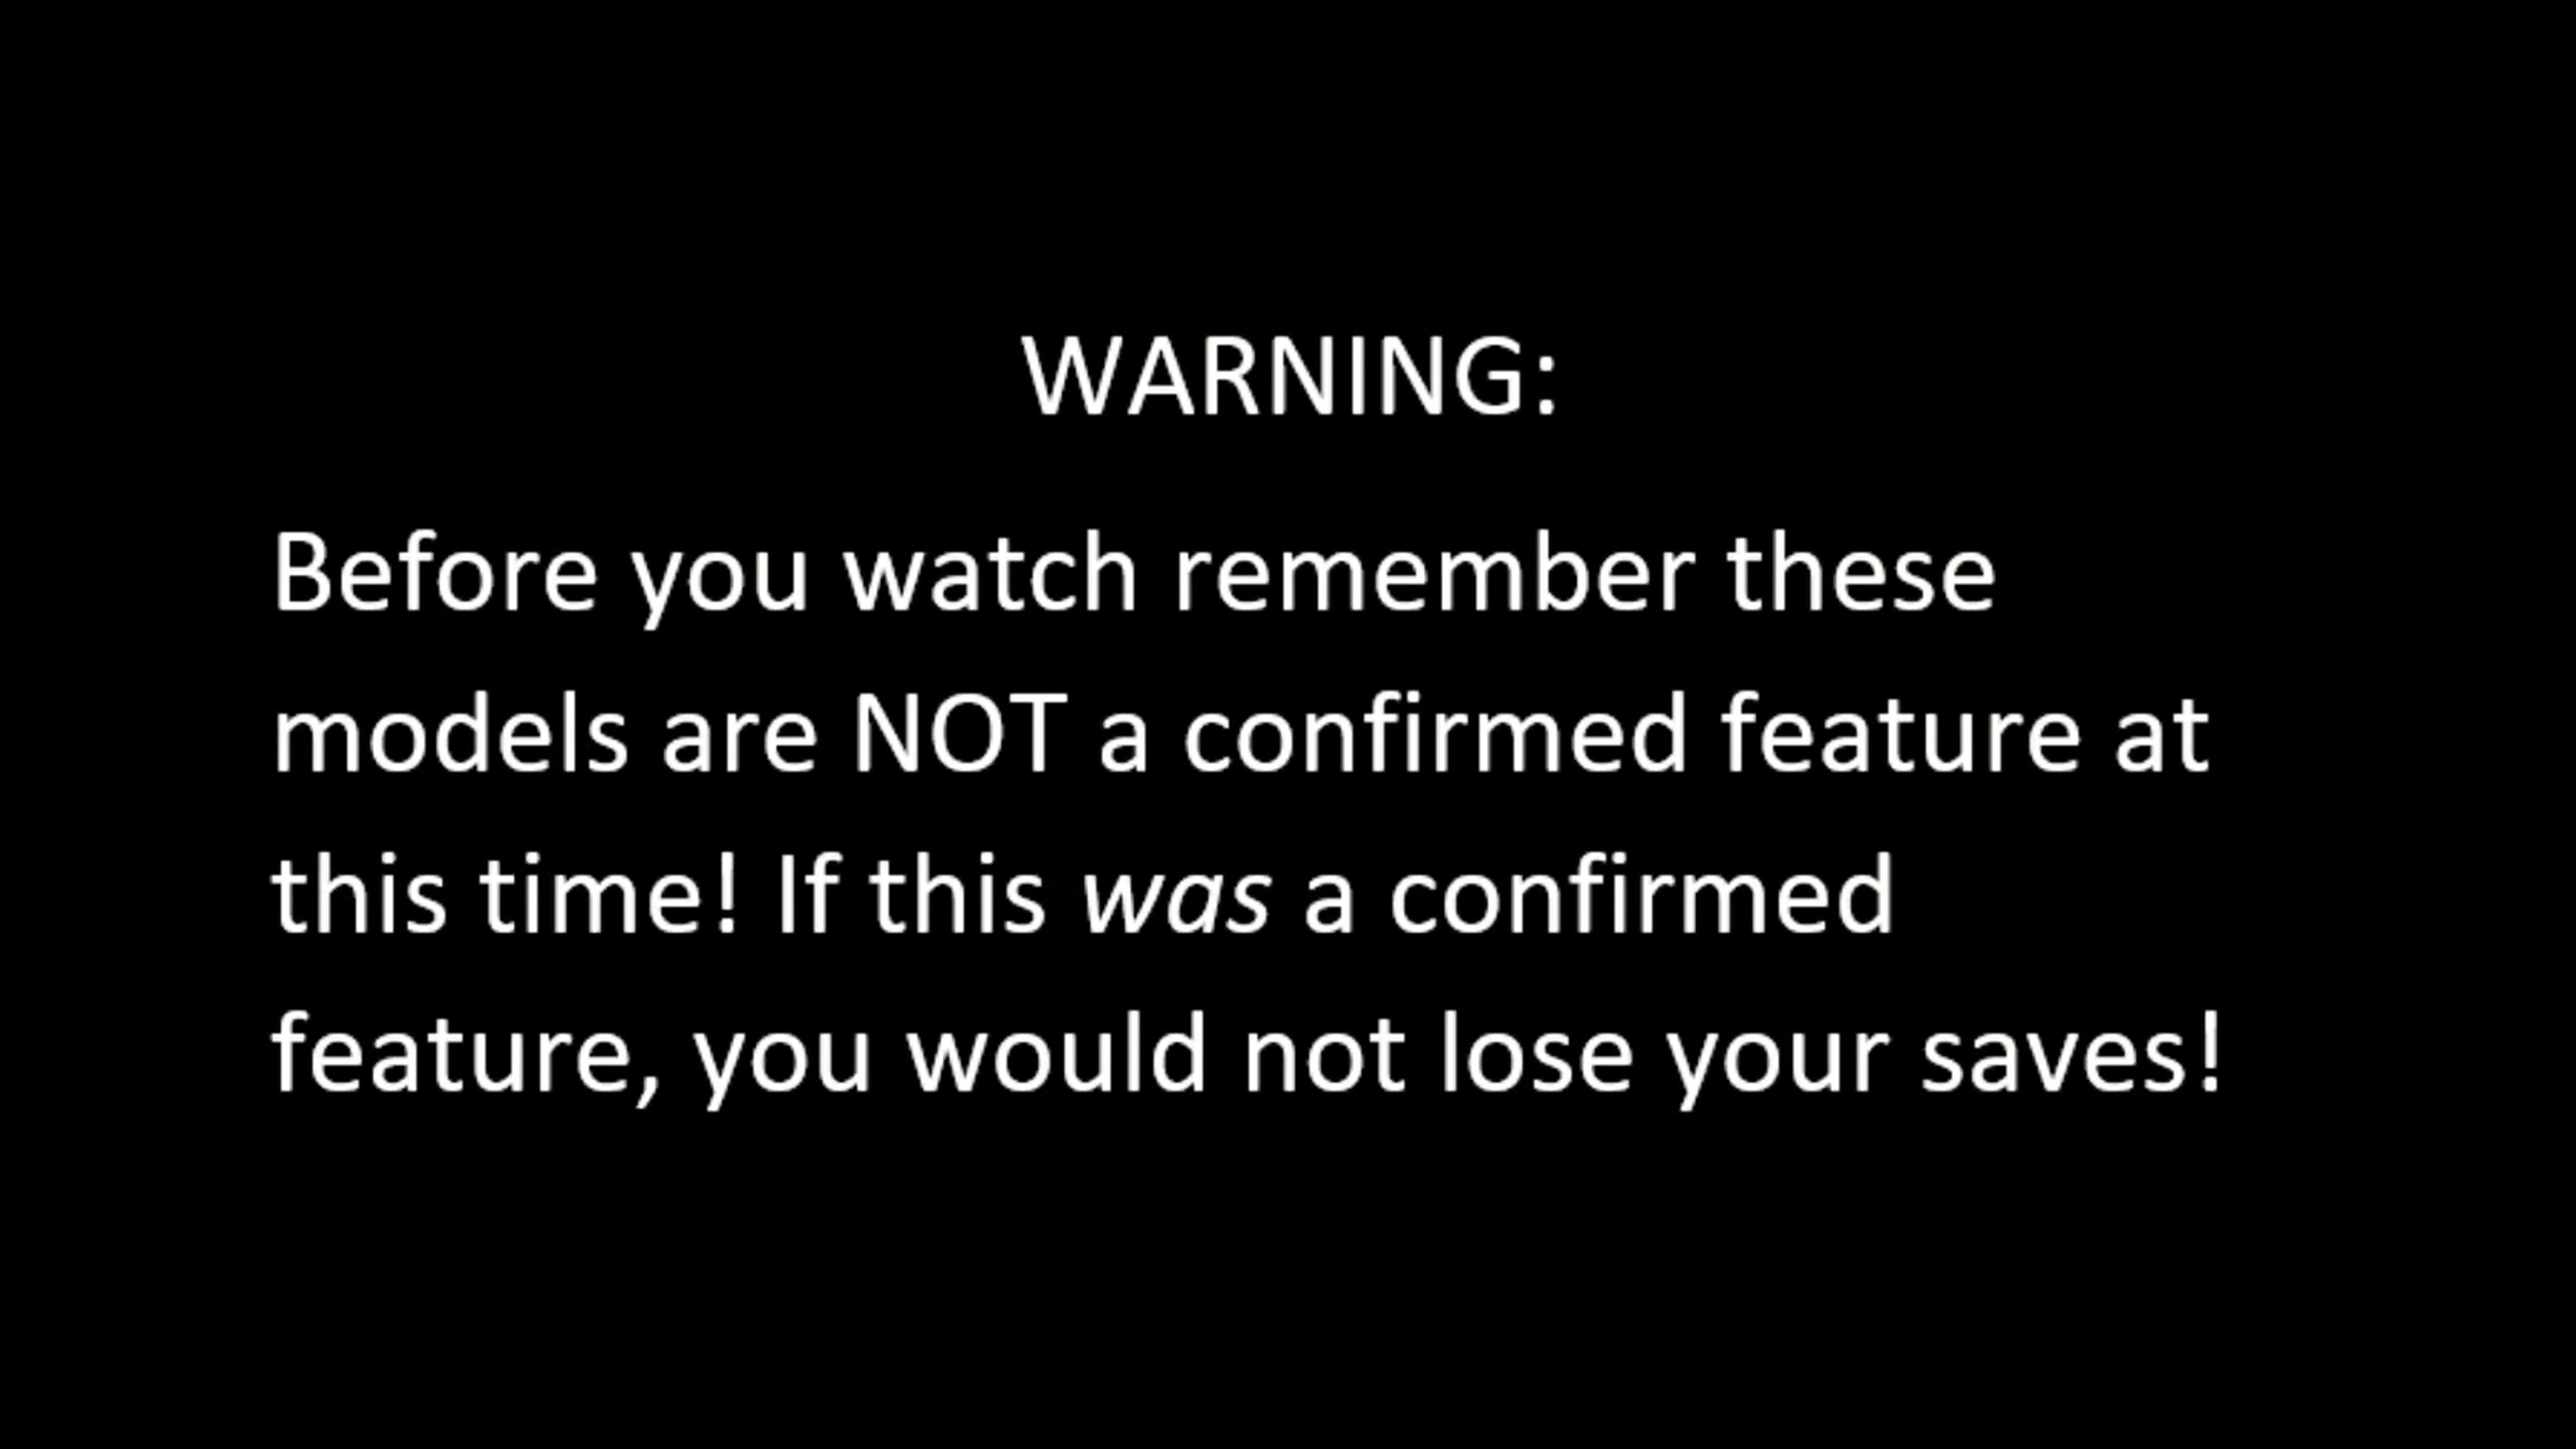 WARNING:
Before you watch remember these
models are NOT a confirmed feature at
this time! If this was a confirmed
feature, you would not lose your saves!